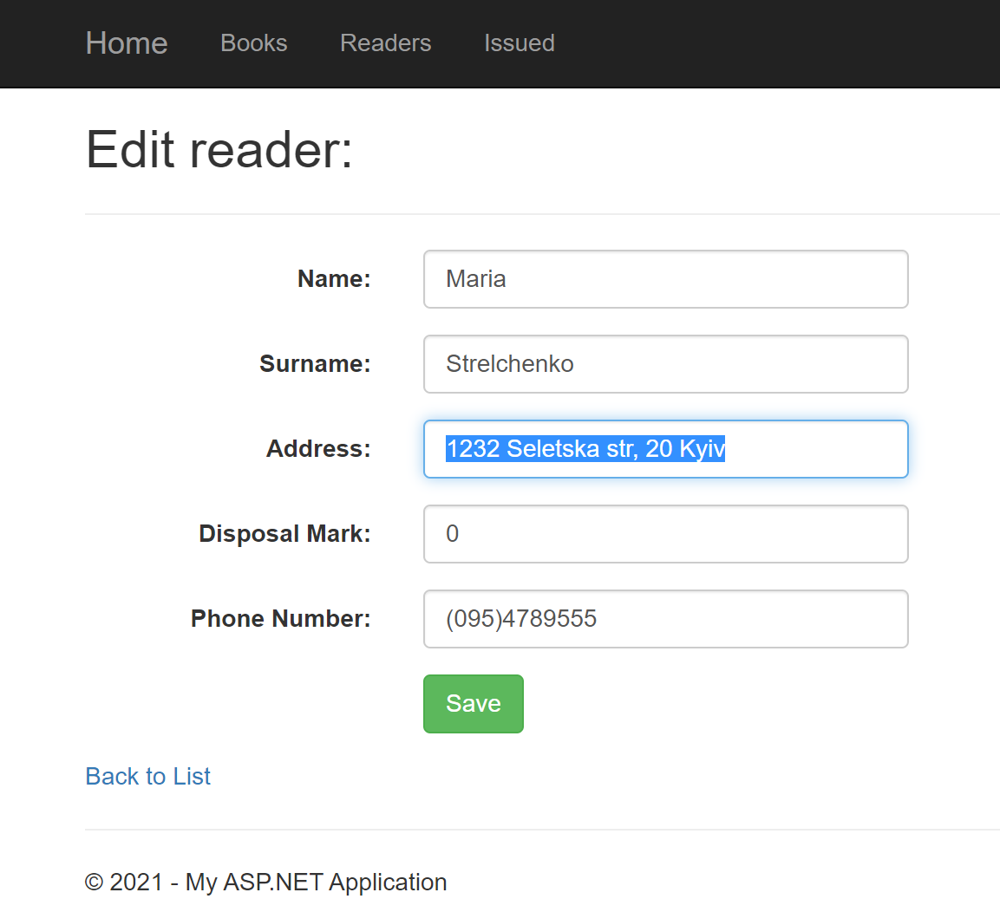 Home Books Readers Issued
Edit reader:
Name: Maria
Surname: Strelchenko
Address: 1232 Seletska str, 20 Kyiv
Disposal Mark: 0
Phone Number: (095)4789555
Save
Back to List
© 2021 - My ASP.NET Application